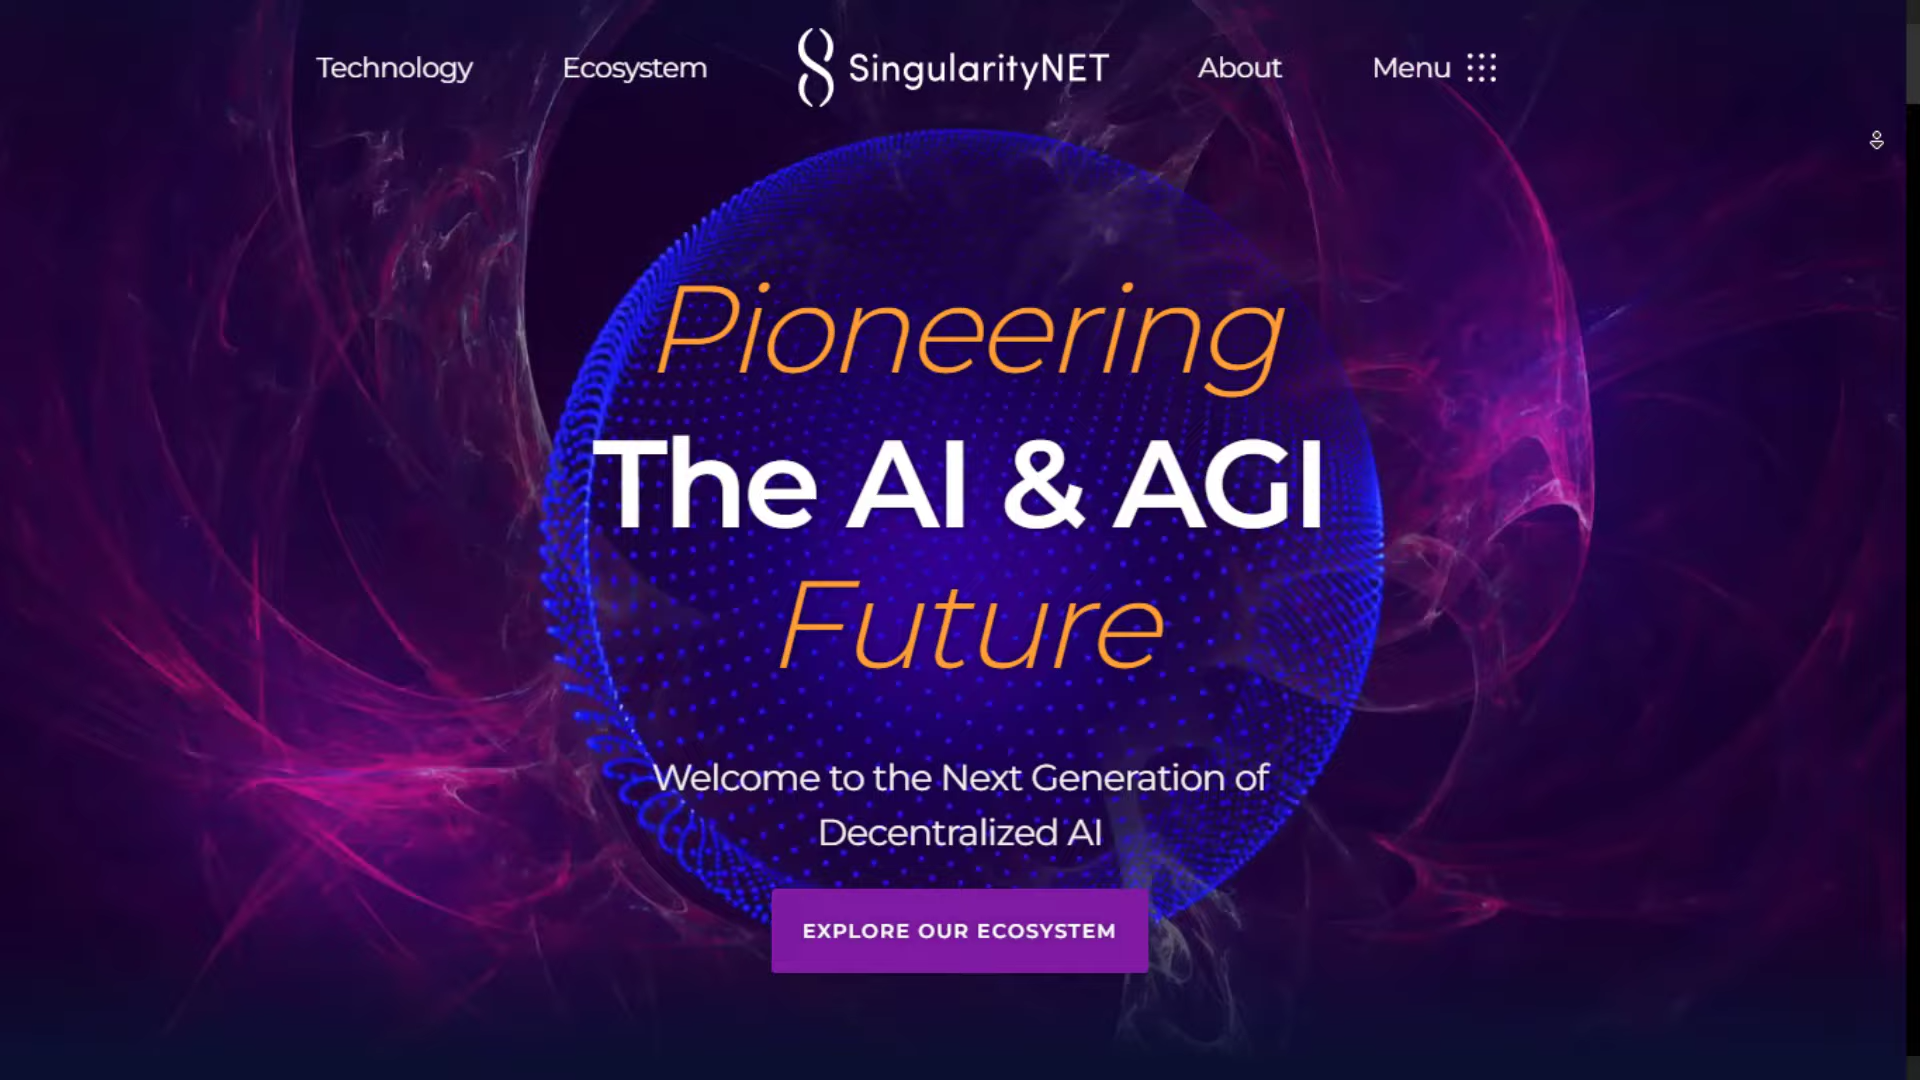 Technology
Ecosystem
SingularityNET
About
Menu
Pioneering
The AI & AGI
Future
Welcome to the Next Generation of
Decentralized AI
EXPLORE OUR ECOSYSTEM